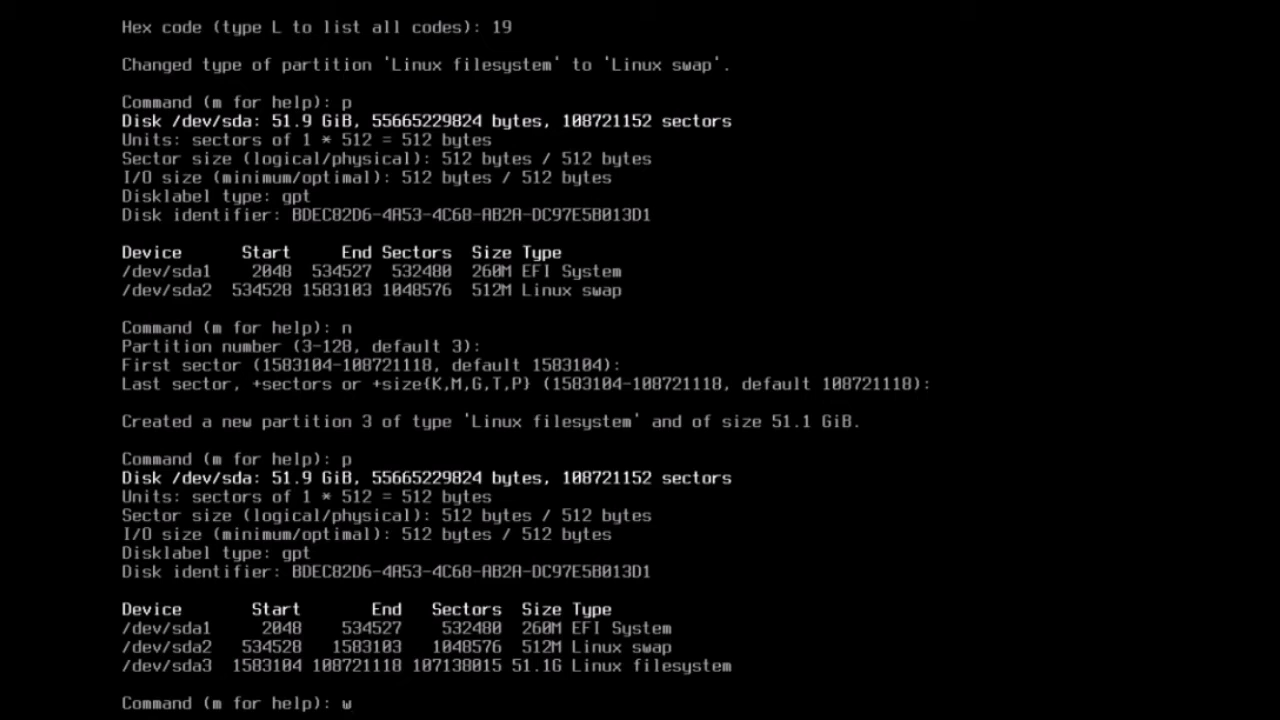 Hex code (type L to list all codes): 19
Changed type of partition 'Linux filesystem' to 'Linux swap'.
Command (m for help): p
Disk /dev/sda: 51.9 GiB, 55665229824 bytes, 108721152 sectors
Units: sectors of 1 * 512 = 512 bytes
Sector size (logical/physical): 512 bytes / 512 bytes
I/O size (minimum/optimal): 512 bytes / 512 bytes
Disklabel type: gpt
Disk identifier: BDEC82D6-4A53-4C68-AB2A-DC97E5B013D1
Device Start End Sectors Size Type
/dev/sda1 2048 534527 532480 260M EFI System
/dev/sda2 534528 1583103 1048576 512M Linux swap
Command (m for help): n
Partition number (3-128, default 3):
First sector (1583104-108721118, default 1583104):
Last sector, +sectors or +size{K,M,G,T,P} (1583104-108721118, default 108721118):
Created a new partition 3 of type 'Linux filesystem' and of size 51.1 GiB.
Command (m for help): p
Disk /dev/sda: 51.9 GiB, 55665229824 bytes, 108721152 sectors
Units: sectors of 1 * 512 = 512 bytes
Sector size (logical/physical): 512 bytes / 512 bytes
I/O size (minimum/optimal): 512 bytes / 512 bytes
Disklabel type: gpt
Disk identifier: BDEC82D6-4A53-4C68-AB2A-DC97E5B013D1
Device Start End Sectors Size Type
/dev/sda1 2048 534527 532480 260M EFI System
/dev/sda2 534528 1583103 1048576 512M Linux swap
/dev/sda3 1583104 108721118 107138015 51.1G Linux filesystem
Command (m for help): w